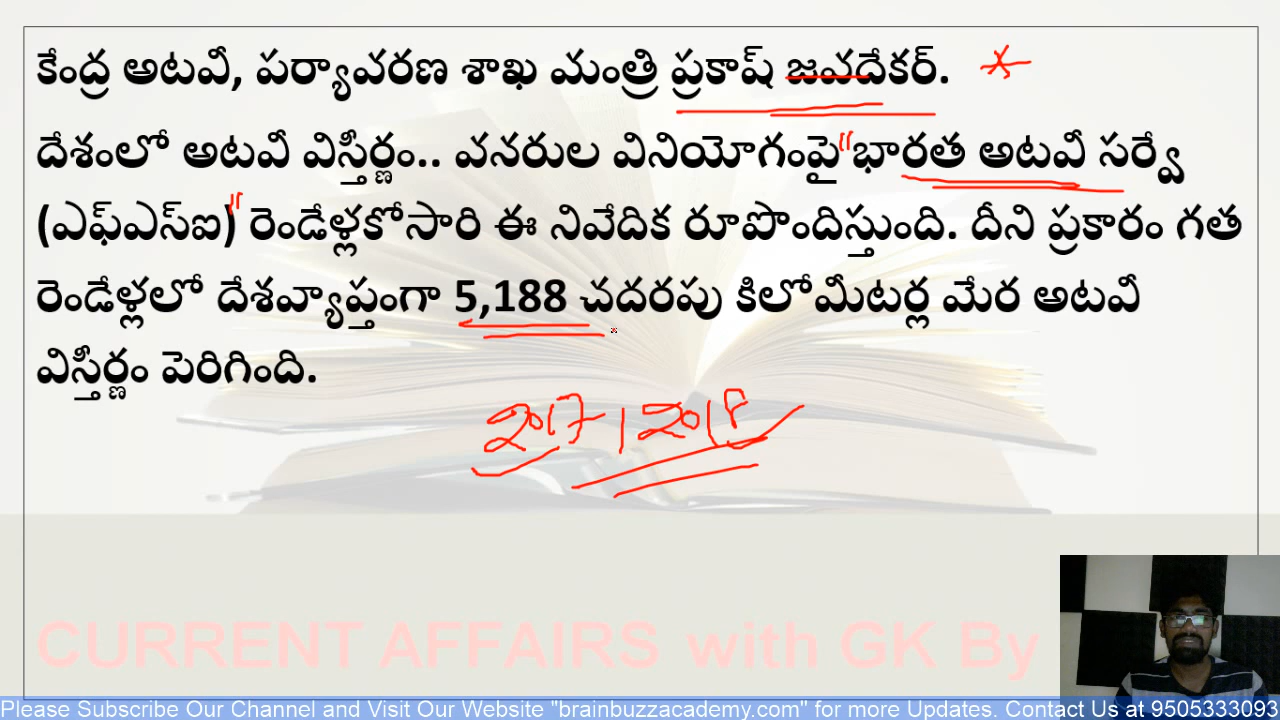 కేంద్ర అటవీ, పర్యావరణ శాఖ మంత్రి ప్రకాష్ జవదేకర్.
దేశంలో అటవీ విస్తీర్ణం.. వనరుల వినియోగంపై భారత అటవీ సర్వే
(ఎఫ్ఎస్ఐ) రెండేళ్లకోసారి ఈ నివేదిక రూపొందిస్తుంది. దీని ప్రకారం గత
రెండేళ్లలో దేశవ్యాప్తంగా 5,188 చదరపు కిలోమీటర్ల మేర అటవీ
విస్తీర్ణం పెరిగింది.
2017 | 2018
CURRENT AFFAIRS with GK By
Please Subscribe Our Channel and Visit Our Website "brainbuzzacademy.com" for more Updates. Contact Us at 9505333093